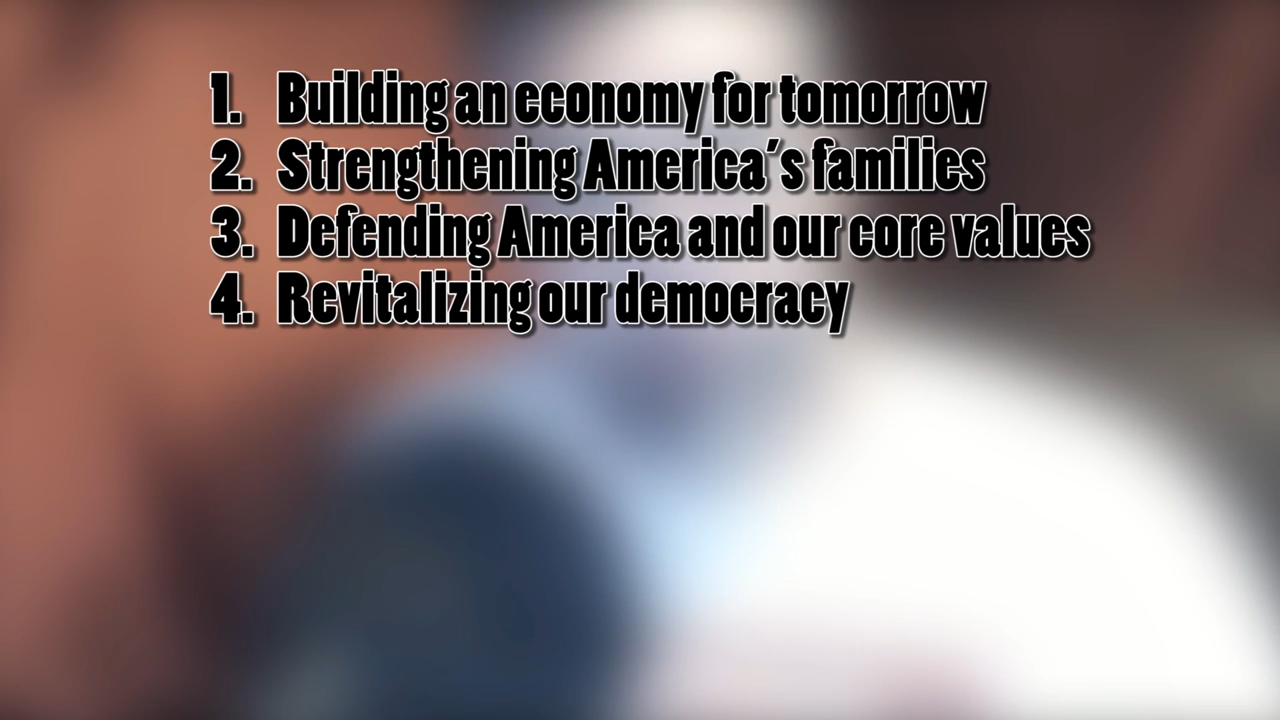 1. Building an economy for tomorrow
2. Strengthening America's families
3. Defending America and our core values
4. Revitalizing our democracy